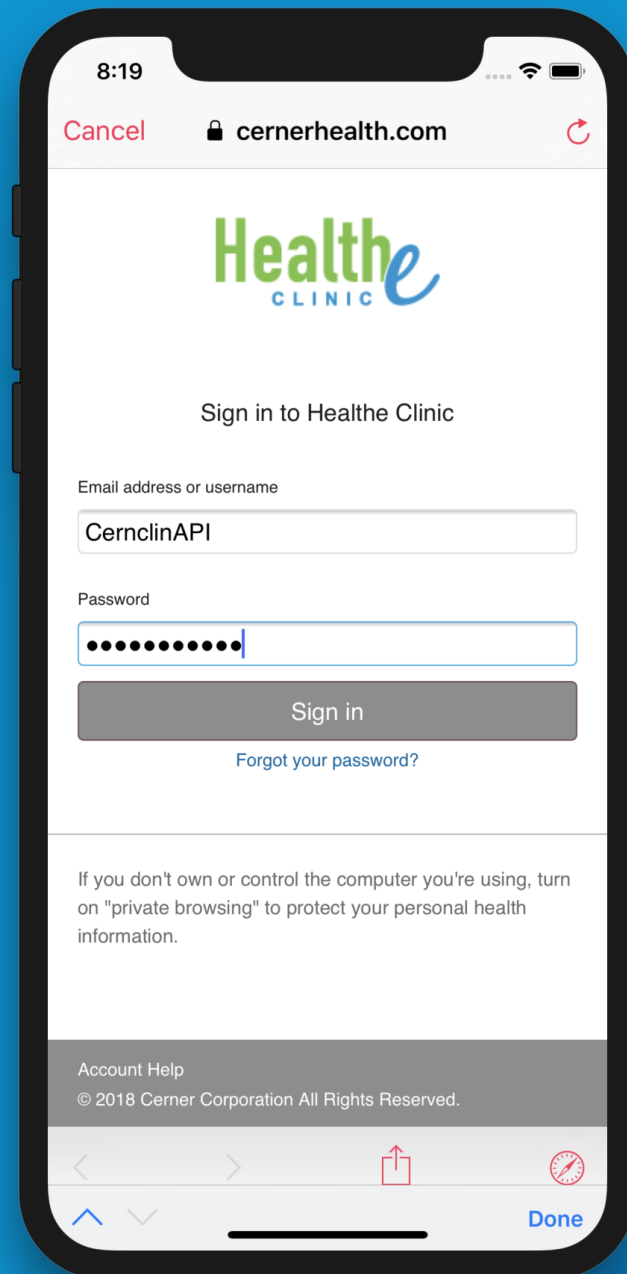 8:19
Cancel cernerhealth.com
Healthe
CLINIC
Sign in to Healthe Clinic
Email address or username
CernclinAPI
Password
●●●●●●●●●●●
Sign in
Forgot your password?
If you don't own or control the computer you're using, turn
on "private browsing" to protect your personal health
information.
Account Help
© 2018 Cerner Corporation All Rights Reserved.
Done